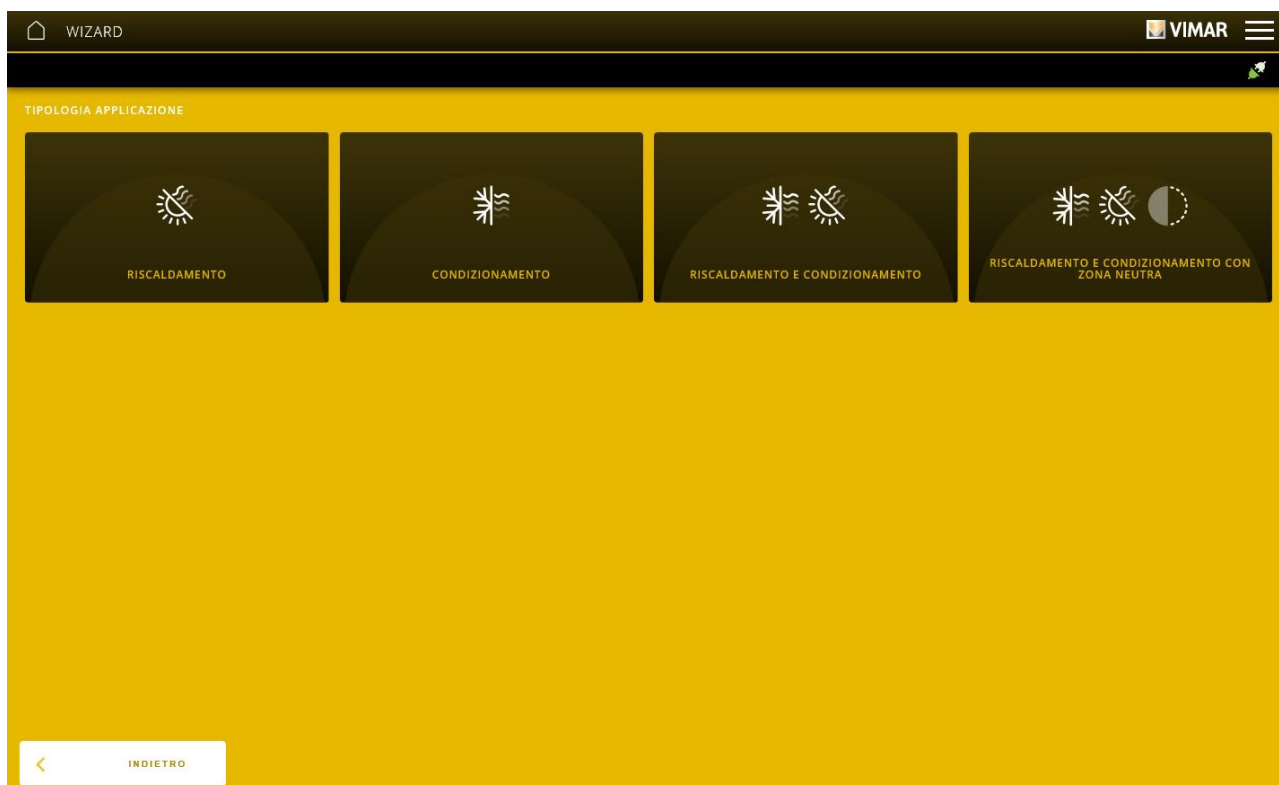 WIZARD
VIMAR
TIPOLOGIA APPLICAZIONE
RISCALDAMENTO
CONDIZIONAMENTO
RISCALDAMENTO E CONDIZIONAMENTO
RISCALDAMENTO E CONDIZIONAMENTO CON
ZONA NEUTRA
INDIETRO